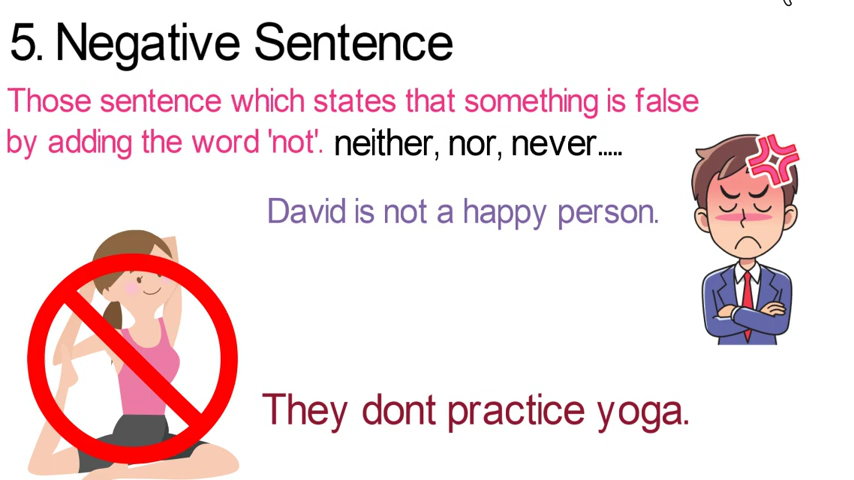 5. Negative Sentence
Those sentence which states that something is false
by adding the word 'not'. neither, nor, never.....
David is not a happy person.
They dont practice yoga.